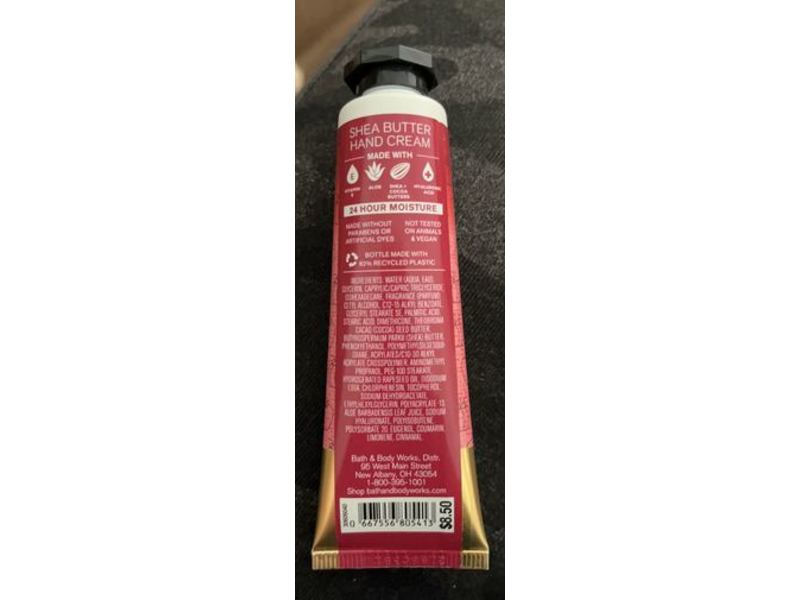 SHEA BUTTER
HAND CREAM
MADE WITH
E
VITAMIN E
ALOE
SHEA +
COCOA
BUTTERS
HYALURONIC
ACID
24 HOUR MOISTURE
MADE WITHOUT
PARABENS OR
ARTIFICIAL DYES
NOT TESTED
ON ANIMALS
& VEGAN
BOTTLE MADE WITH
RECYCLED PLASTIC
INGREDIENTS: WATER (AQUA, EAU),
GLYCERIN, CAPRYLIC/CAPRIC TRIGLYCERIDE,
ISOHEXADECANE, FRAGRANCE (PARFUM),
CETYL ALCOHOL, C12-15 ALKYL BENZOATE,
GLYCERYL STEARATE SE, PALMITIC ACID,
STEARIC ACID, DIMETHICONE, THEOBROMA
CACAO (COCOA) SEED BUTTER,
BUTYROSPERMUM PARKII (SHEA) BUTTER,
PHENOXYETHANOL, POLYMETHYLSILSESQUI-
OXANE, ACRYLATES/C10-30 ALKYL
ACRYLATE CROSSPOLYMER, AMINOMETHYL
PROPANOL, PEG-100 STEARATE,
HYDROGENATED RAPESEED OIL, DISODIUM
EDTA, CHLORPHENESIN, TOCOPHEROL,
SODIUM DEHYDROACETATE,
ETHYLHEXYLGLYCERIN, POLYACRYLATE-13,
ALOE BARBADENSIS LEAF JUICE, SODIUM
HYALURONATE, POLYISOBUTENE,
POLYSORBATE 20, EUGENOL, COUMARIN,
LIMONENE, CINNAMAL
Bath & Body Works, Distr.
95 West Main Street
New Albany, OH 43054
1-800-395-1001
Shop bathandbodyworks.com
0 667556 805413
$8.50